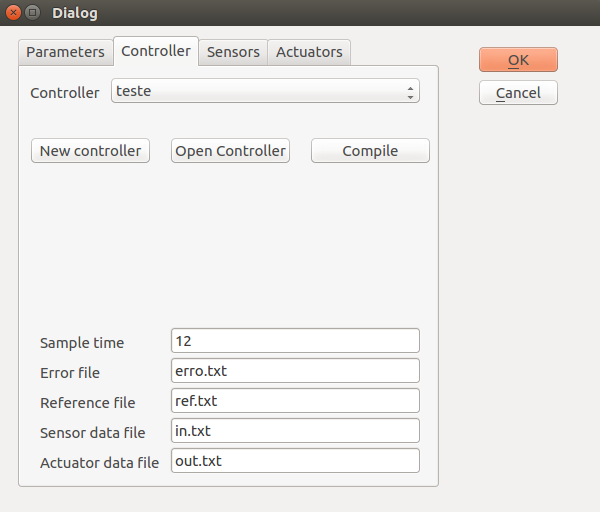 Dialog
Parameters Controller Sensors Actuators
OK
Controller teste
Cancel
New controller Open Controller Compile
Sample time 12
Error file erro.txt
Reference file ref.txt
Sensor data file in.txt
Actuator data file out.txt